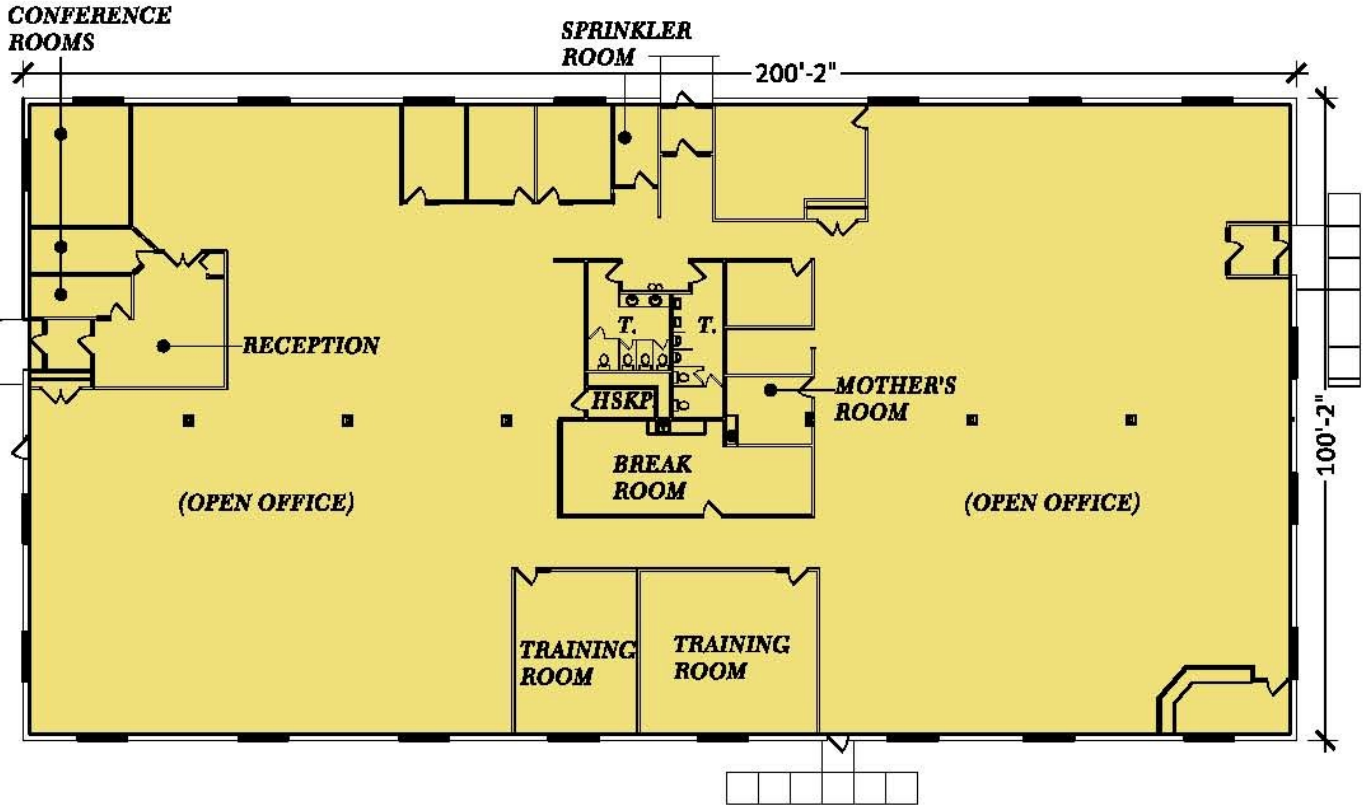 CONFERENCE
ROOMS
SPRINKLER
ROOM
200'-2"
RECEPTION
T.
T.
HSKP.
MOTHER'S
ROOM
100'-2"
BREAK
ROOM
(OPEN OFFICE)
(OPEN OFFICE)
TRAINING
ROOM
TRAINING
ROOM